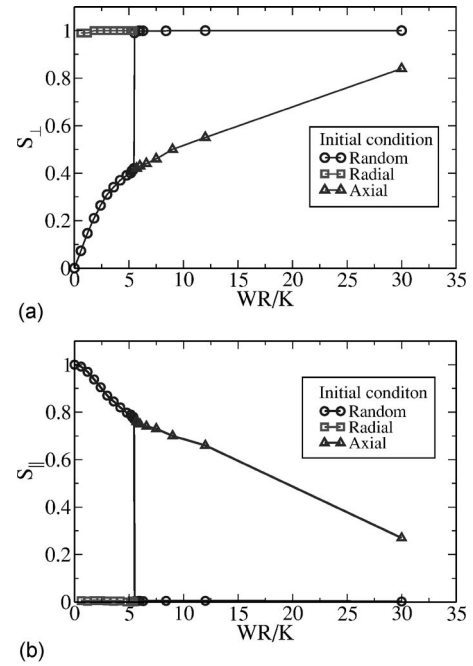 1
0.8
0.6
0.4
0.2
0
S⊥
Initial condition
Random
Radial
Axial
0 5 10 15 20 25 30 35
WR/K
(a)
1
0.8
0.6
0.4
0.2
0
S||
Initial conditon
Random
Radial
Axial
0 5 10 15 20 25 30 35
WR/K
(b)